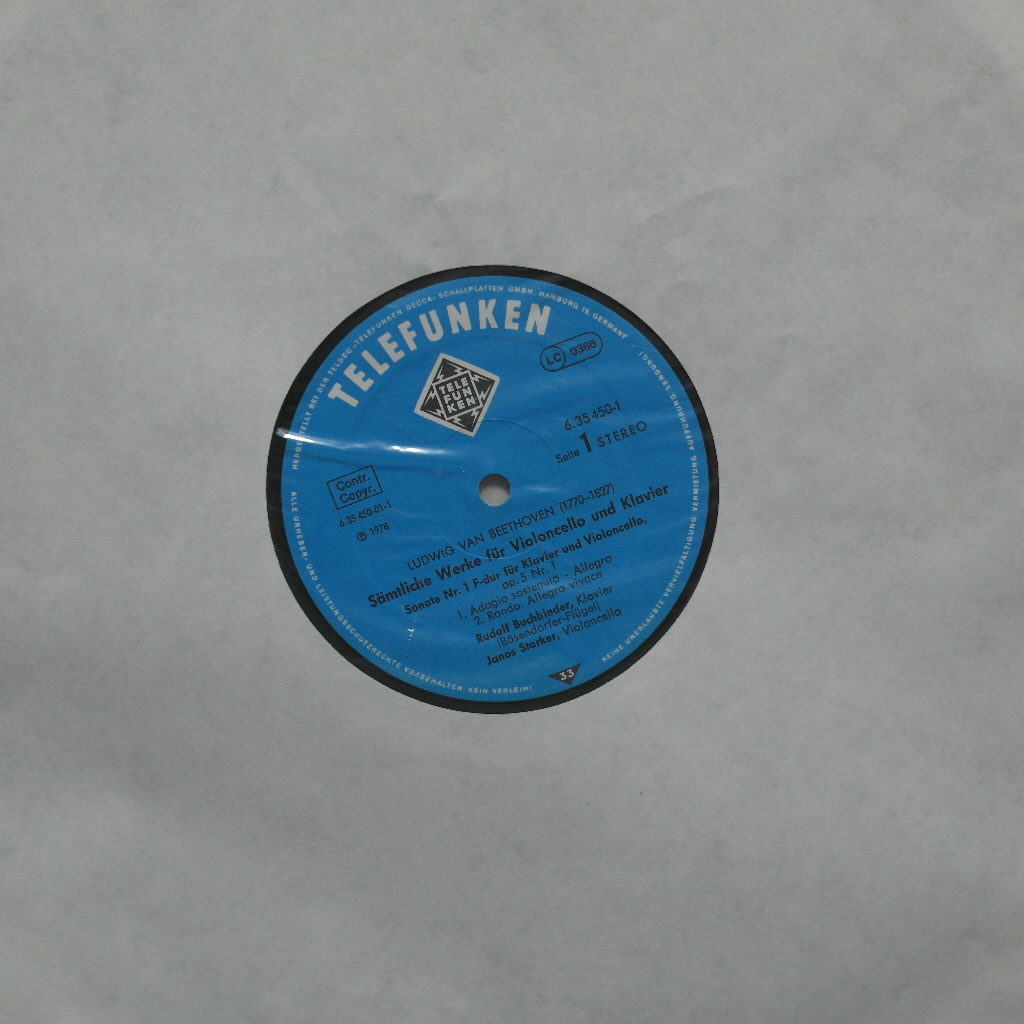 HERGESTELLT BEI DER TELDEC »TELEFUNKEN-DECCA« SCHALLPLATTEN GMBH, HAMBURG 19, GERMANY
TELEFUNKEN
TELE
FUN
KEN
LC 0366
6.35 450-1
Seite 1 STEREO
Contr.
Copyr.
6.35 450-01-1
℗ 1978
LUDWIG VAN BEETHOVEN (1770–1827)
Sämtliche Werke für Violoncello und Klavier
Sonate Nr. 1 F-dur für Klavier und Violoncello,
op. 5 Nr. 1
1. Adagio sostenuto - Allegro
2. Rondo. Allegro vivace
Rudolf Buchbinder, Klavier
(Bösendorfer-Flügel)
Janos Starker, Violoncello
33
ALLE URHEBER- UND LEISTUNGSSCHUTZRECHTE VORBEHALTEN. KEIN VERLEIH!
KEINE UNERLAUBTE VERVIELFÄLTIGUNG, VERMIETUNG, AUFFÜHRUNG, SENDUNG!